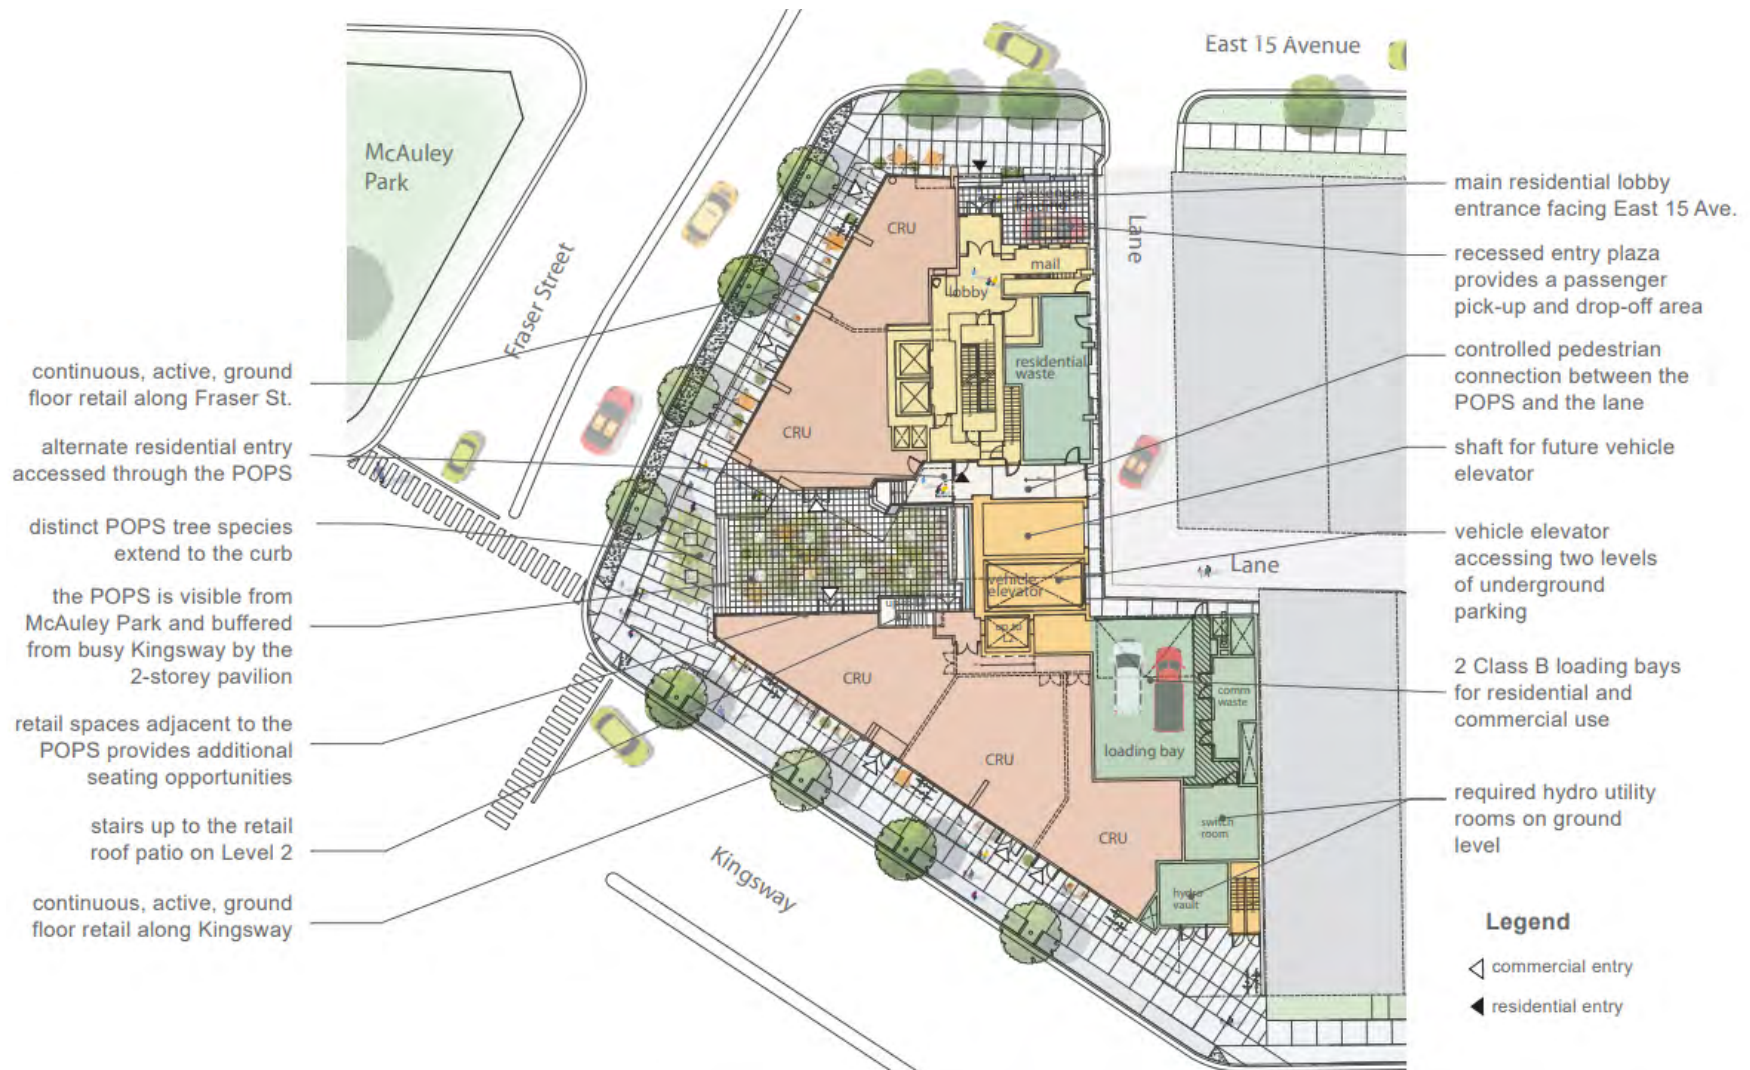 East 15 Avenue
McAuley
Park
Fraser Street
Lane
Lane
Kingsway
CRU
CRU
CRU
CRU
CRU
mail
lobby
residential
waste
vehicle
elevator
up to
L2
comm
waste
loading bay
switch
room
hydro
vault
continuous, active, ground
floor retail along Fraser St.
alternate residential entry
accessed through the POPS
distinct POPS tree species
extend to the curb
the POPS is visible from
McAuley Park and buffered
from busy Kingsway by the
2-storey pavilion
retail spaces adjacent to the
POPS provides additional
seating opportunities
stairs up to the retail
roof patio on Level 2
continuous, active, ground
floor retail along Kingsway
main residential lobby
entrance facing East 15 Ave.
recessed entry plaza
provides a passenger
pick-up and drop-off area
controlled pedestrian
connection between the
POPS and the lane
shaft for future vehicle
elevator
vehicle elevator
accessing two levels
of underground
parking
2 Class B loading bays
for residential and
commercial use
required hydro utility
rooms on ground
level
Legend
commercial entry
residential entry